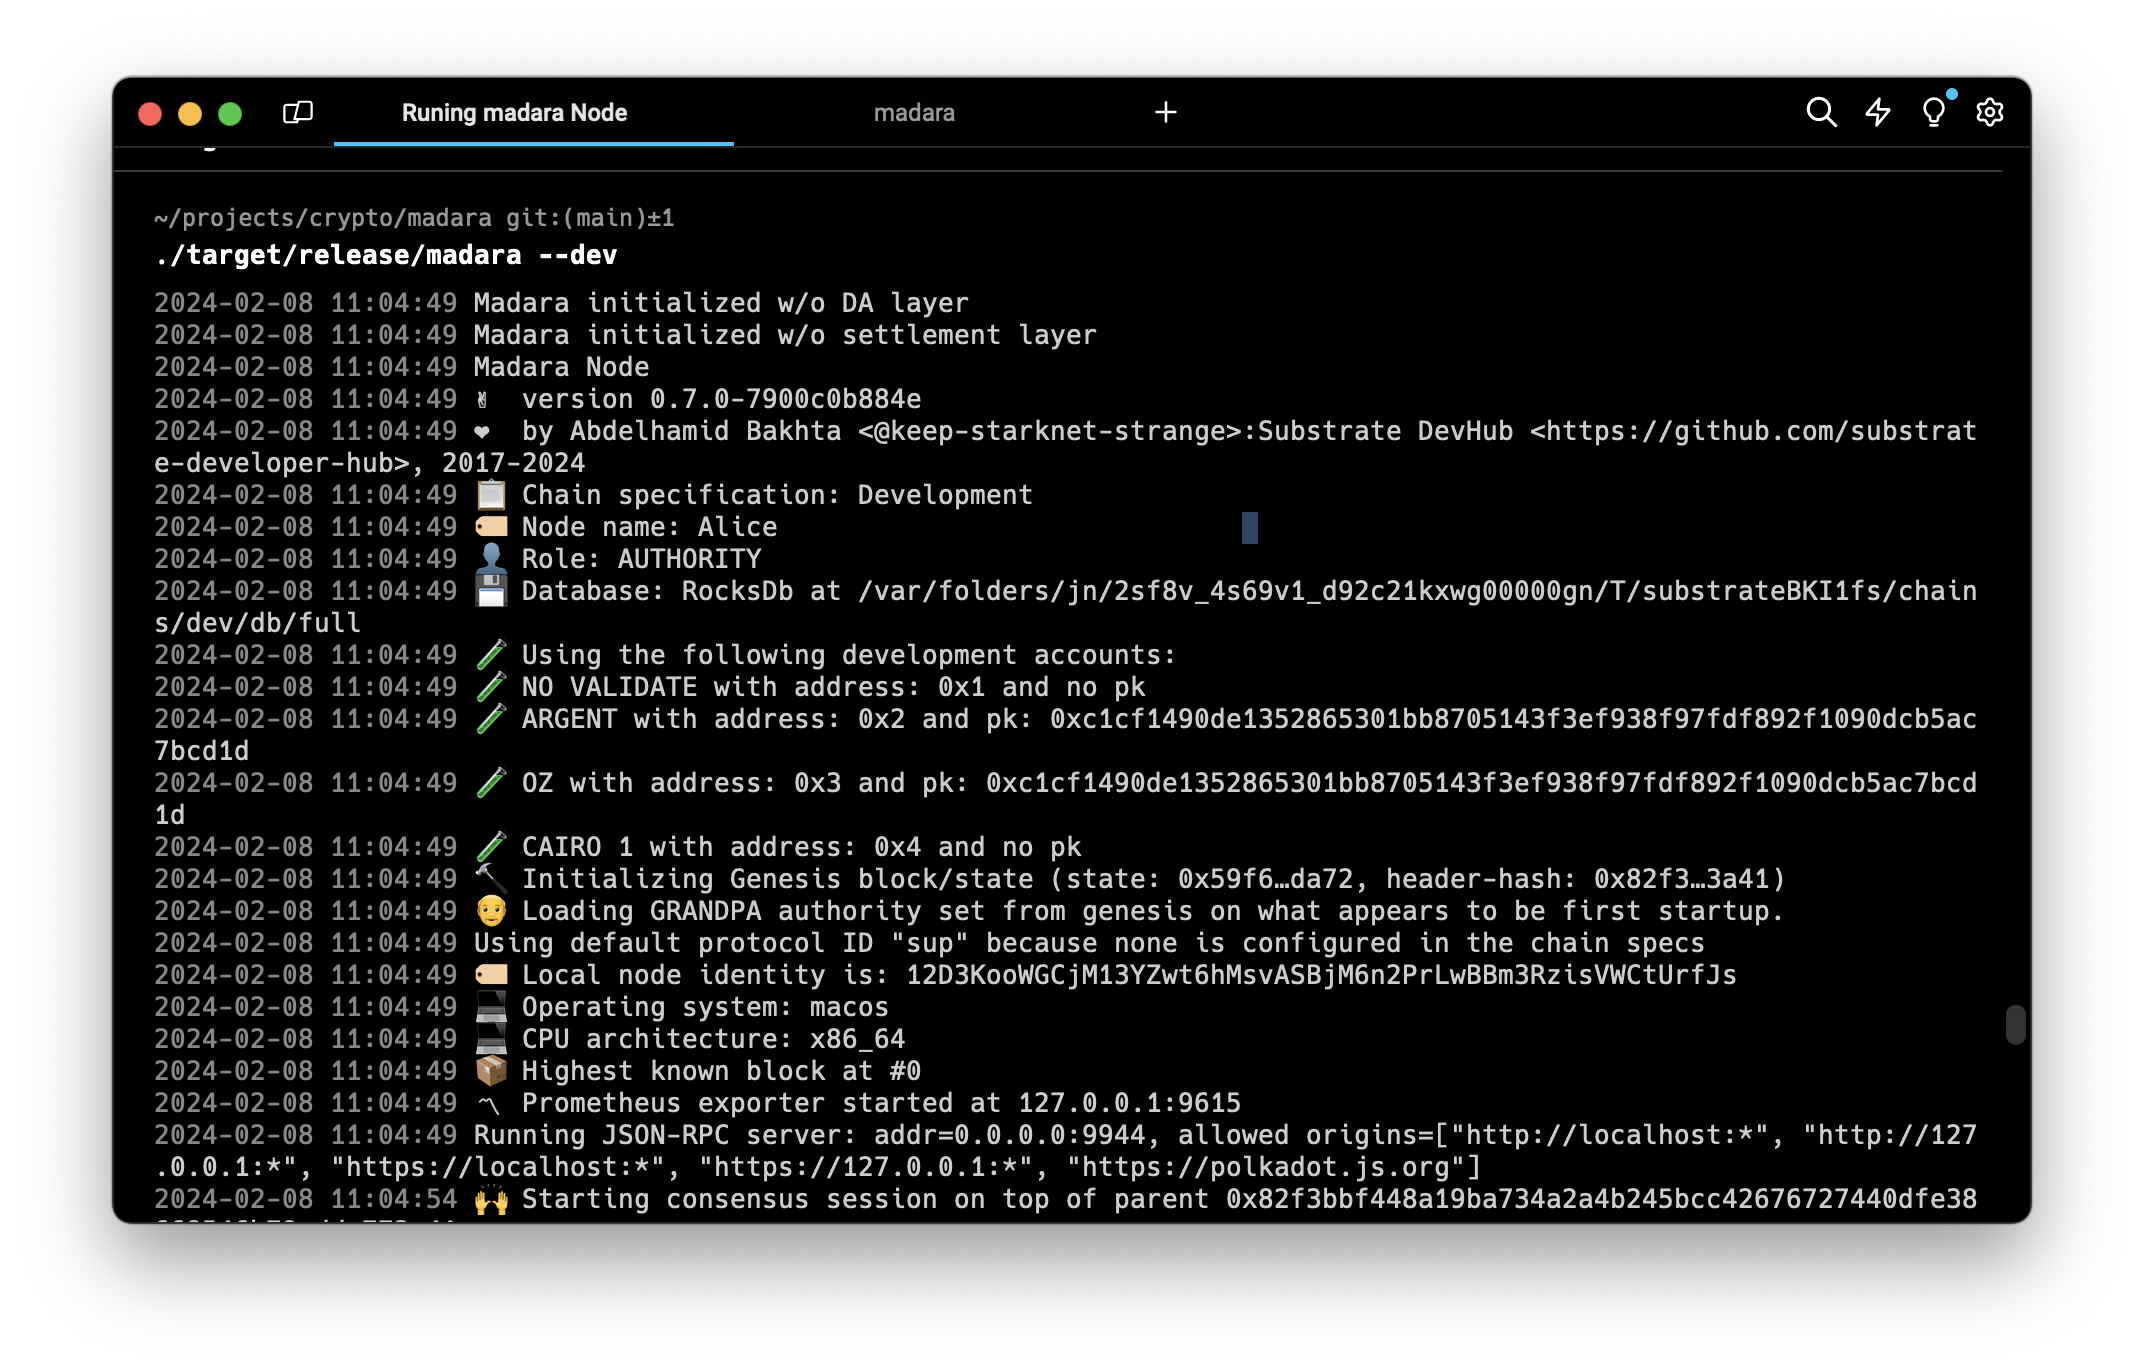 Runing madara Node
madara
~/projects/crypto/madara git:(main)±1
./target/release/madara --dev
2024-02-08 11:04:49 Madara initialized w/o DA layer
2024-02-08 11:04:49 Madara initialized w/o settlement layer
2024-02-08 11:04:49 Madara Node
2024-02-08 11:04:49 ✌️ version 0.7.0-7900c0b884e
2024-02-08 11:04:49 ❤️ by Abdelhamid Bakhta <@keep-starknet-strange>:Substrate DevHub <https://github.com/substrat
e-developer-hub>, 2017-2024
2024-02-08 11:04:49 📋 Chain specification: Development
2024-02-08 11:04:49 🏷 Node name: Alice
2024-02-08 11:04:49 👤 Role: AUTHORITY
2024-02-08 11:04:49 💾 Database: RocksDb at /var/folders/jn/2sf8v_4s69v1_d92c21kxwg00000gn/T/substrateBKI1fs/chain
s/dev/db/full
2024-02-08 11:04:49 🧪 Using the following development accounts:
2024-02-08 11:04:49 🧪 NO VALIDATE with address: 0x1 and no pk
2024-02-08 11:04:49 🧪 ARGENT with address: 0x2 and pk: 0xc1cf1490de1352865301bb8705143f3ef938f97fdf892f1090dcb5ac
7bcd1d
2024-02-08 11:04:49 🧪 OZ with address: 0x3 and pk: 0xc1cf1490de1352865301bb8705143f3ef938f97fdf892f1090dcb5ac7bcd
1d
2024-02-08 11:04:49 🧪 CAIRO 1 with address: 0x4 and no pk
2024-02-08 11:04:49 🔨 Initializing Genesis block/state (state: 0x59f6…da72, header-hash: 0x82f3…3a41)
2024-02-08 11:04:49 👴 Loading GRANDPA authority set from genesis on what appears to be first startup.
2024-02-08 11:04:49 Using default protocol ID "sup" because none is configured in the chain specs
2024-02-08 11:04:49 🏷 Local node identity is: 12D3KooWGCjM13YZwt6hMsvASBjM6n2PrLwBBm3RzisVWCtUrfJs
2024-02-08 11:04:49 💻 Operating system: macos
2024-02-08 11:04:49 💻 CPU architecture: x86_64
2024-02-08 11:04:49 📦 Highest known block at #0
2024-02-08 11:04:49 〽️ Prometheus exporter started at 127.0.0.1:9615
2024-02-08 11:04:49 Running JSON-RPC server: addr=0.0.0.0:9944, allowed origins=["http://localhost:*", "http://127
.0.0.1:*", "https://localhost:*", "https://127.0.0.1:*", "https://polkadot.js.org"]
2024-02-08 11:04:54 🙌 Starting consensus session on top of parent 0x82f3bbf448a19ba734a2a4b245bcc42676727440dfe38